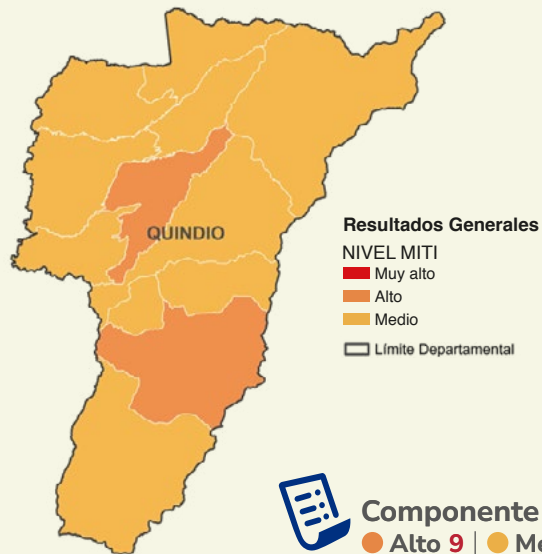 QUINDIO
Resultados Generales
NIVEL MITI
Muy alto
Alto
Medio
Límite Departamental
Componente
Alto 9 |